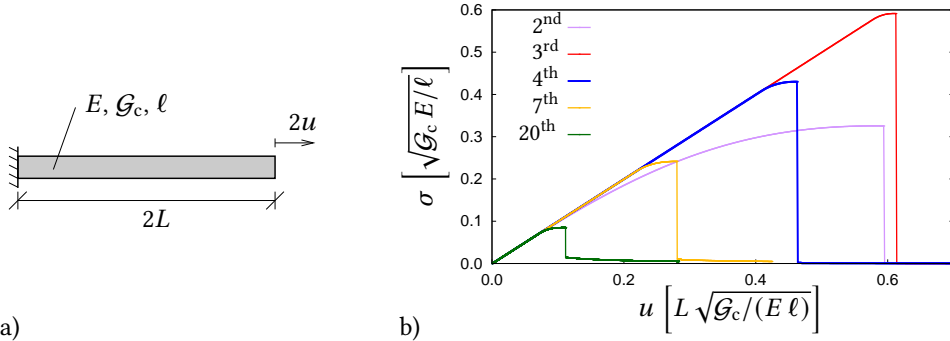 E, 𝒢c, ℓ
2u
2L
a)
σ [√𝒢c E/ℓ]
0.6
0.5
0.4
0.3
0.2
0.1
0.0
2nd
3rd
4th
7th
20th
0.0 0.2 0.4 0.6
u [L √𝒢c/(E ℓ)]
b)